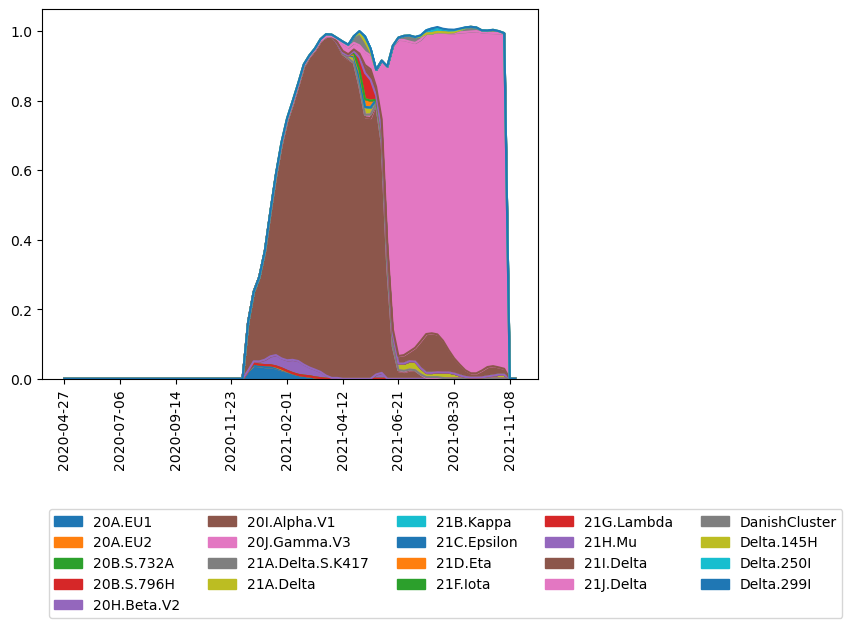 1.0
0.8
0.6
0.4
0.2
0.0
2020-04-27
2020-07-06
2020-09-14
2020-11-23
2021-02-01
2021-04-12
2021-06-21
2021-08-30
2021-11-08
20A.EU1
20A.EU2
20B.S.732A
20B.S.796H
20H.Beta.V2
20I.Alpha.V1
20J.Gamma.V3
21A.Delta.S.K417
21A.Delta
21B.Kappa
21C.Epsilon
21D.Eta
21F.Iota
21G.Lambda
21H.Mu
21I.Delta
21J.Delta
DanishCluster
Delta.145H
Delta.250I
Delta.299I